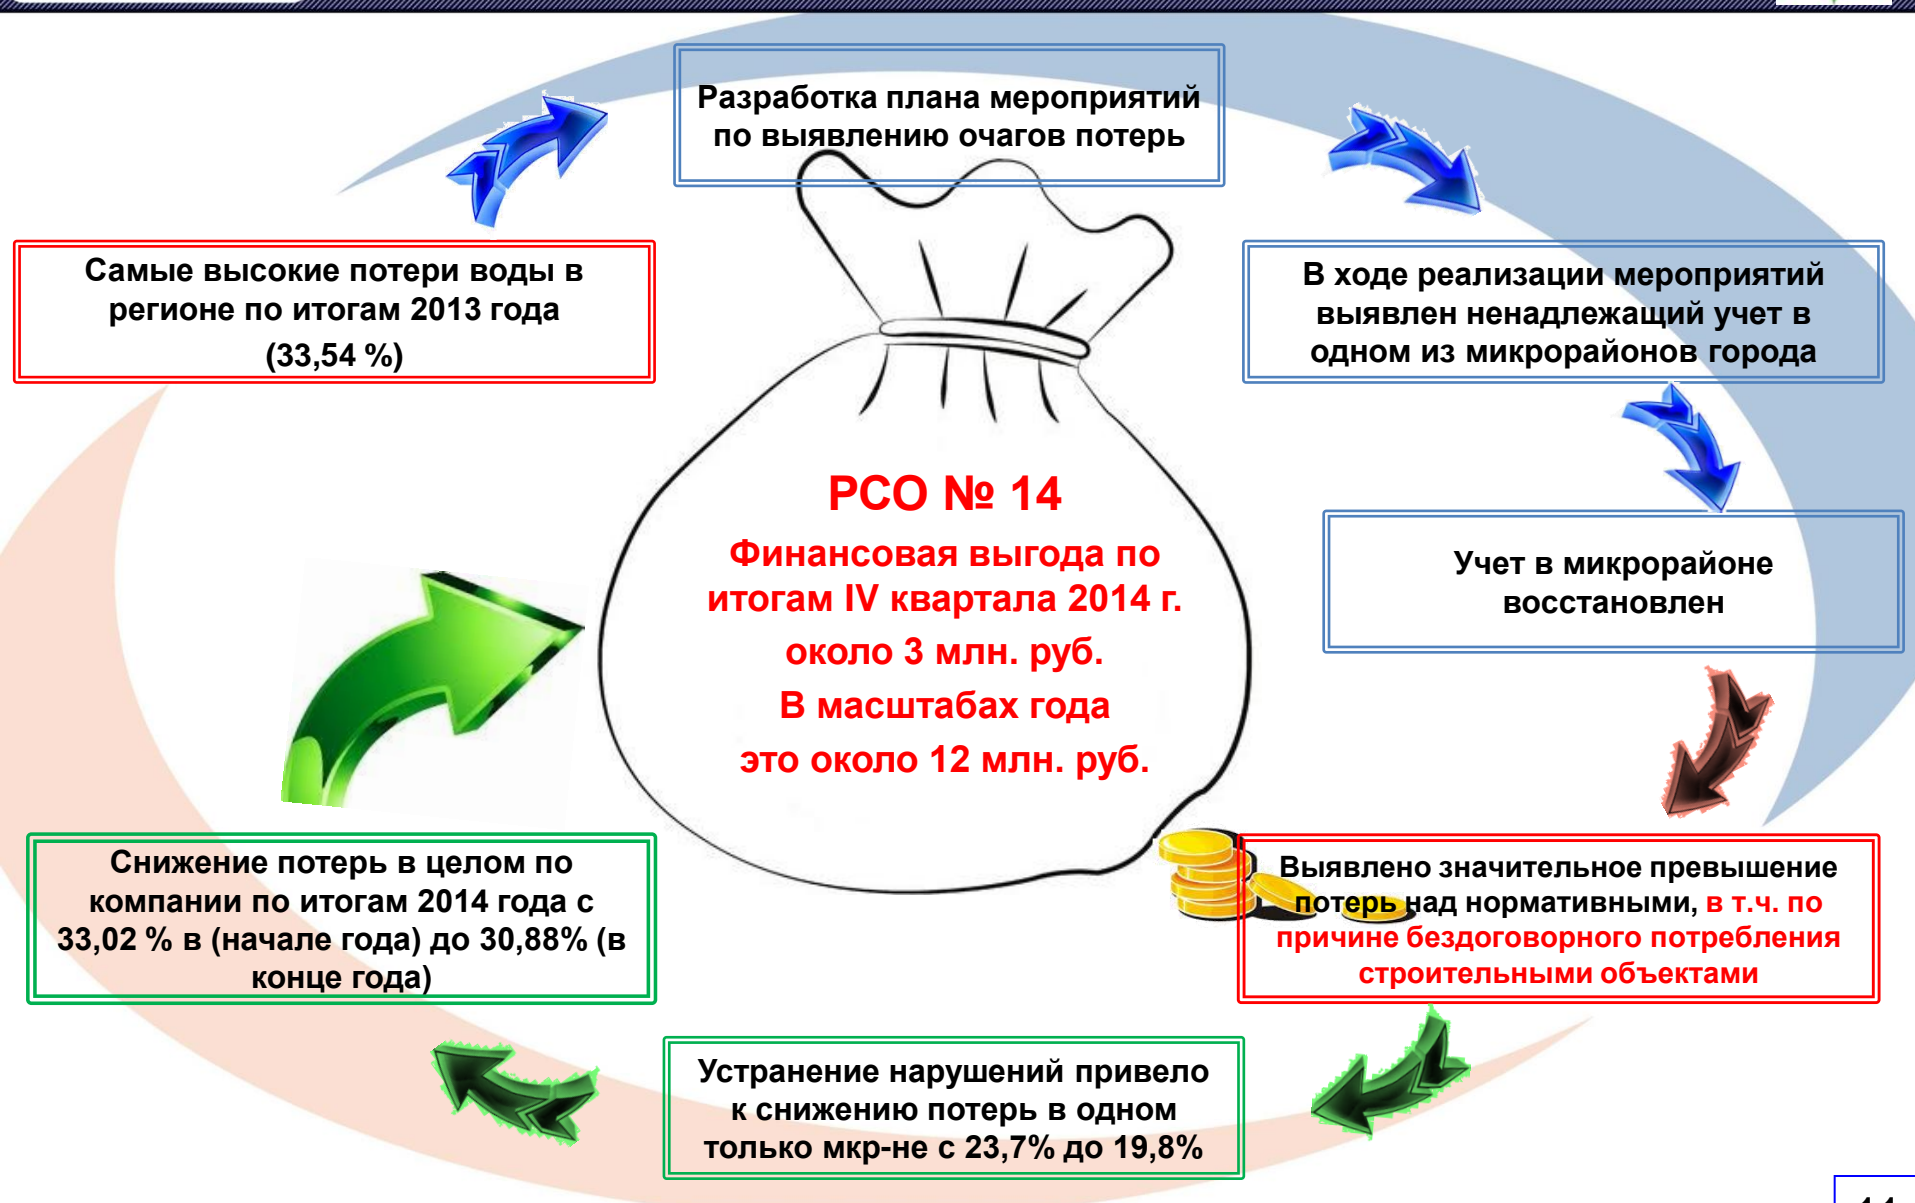 Разработка плана мероприятий
по выявлению очагов потерь
Самые высокие потери воды в
регионе по итогам 2013 года
(33,54 %)
В ходе реализации мероприятий
выявлен ненадлежащий учет в
одном из микрорайонов города
РСО № 14
Финансовая выгода по
итогам IV квартала 2014 г.
около 3 млн. руб.
В масштабах года
это около 12 млн. руб.
Учет в микрорайоне
восстановлен
Выявлено значительное превышение
потерь над нормативными, в т.ч. по
причине бездоговорного потребления
строительными объектами
Снижение потерь в целом по
компании по итогам 2014 года с
33,02 % в (начале года) до 30,88% (в
конце года)
Устранение нарушений привело
к снижению потерь в одном
только мкр-не с 23,7% до 19,8%